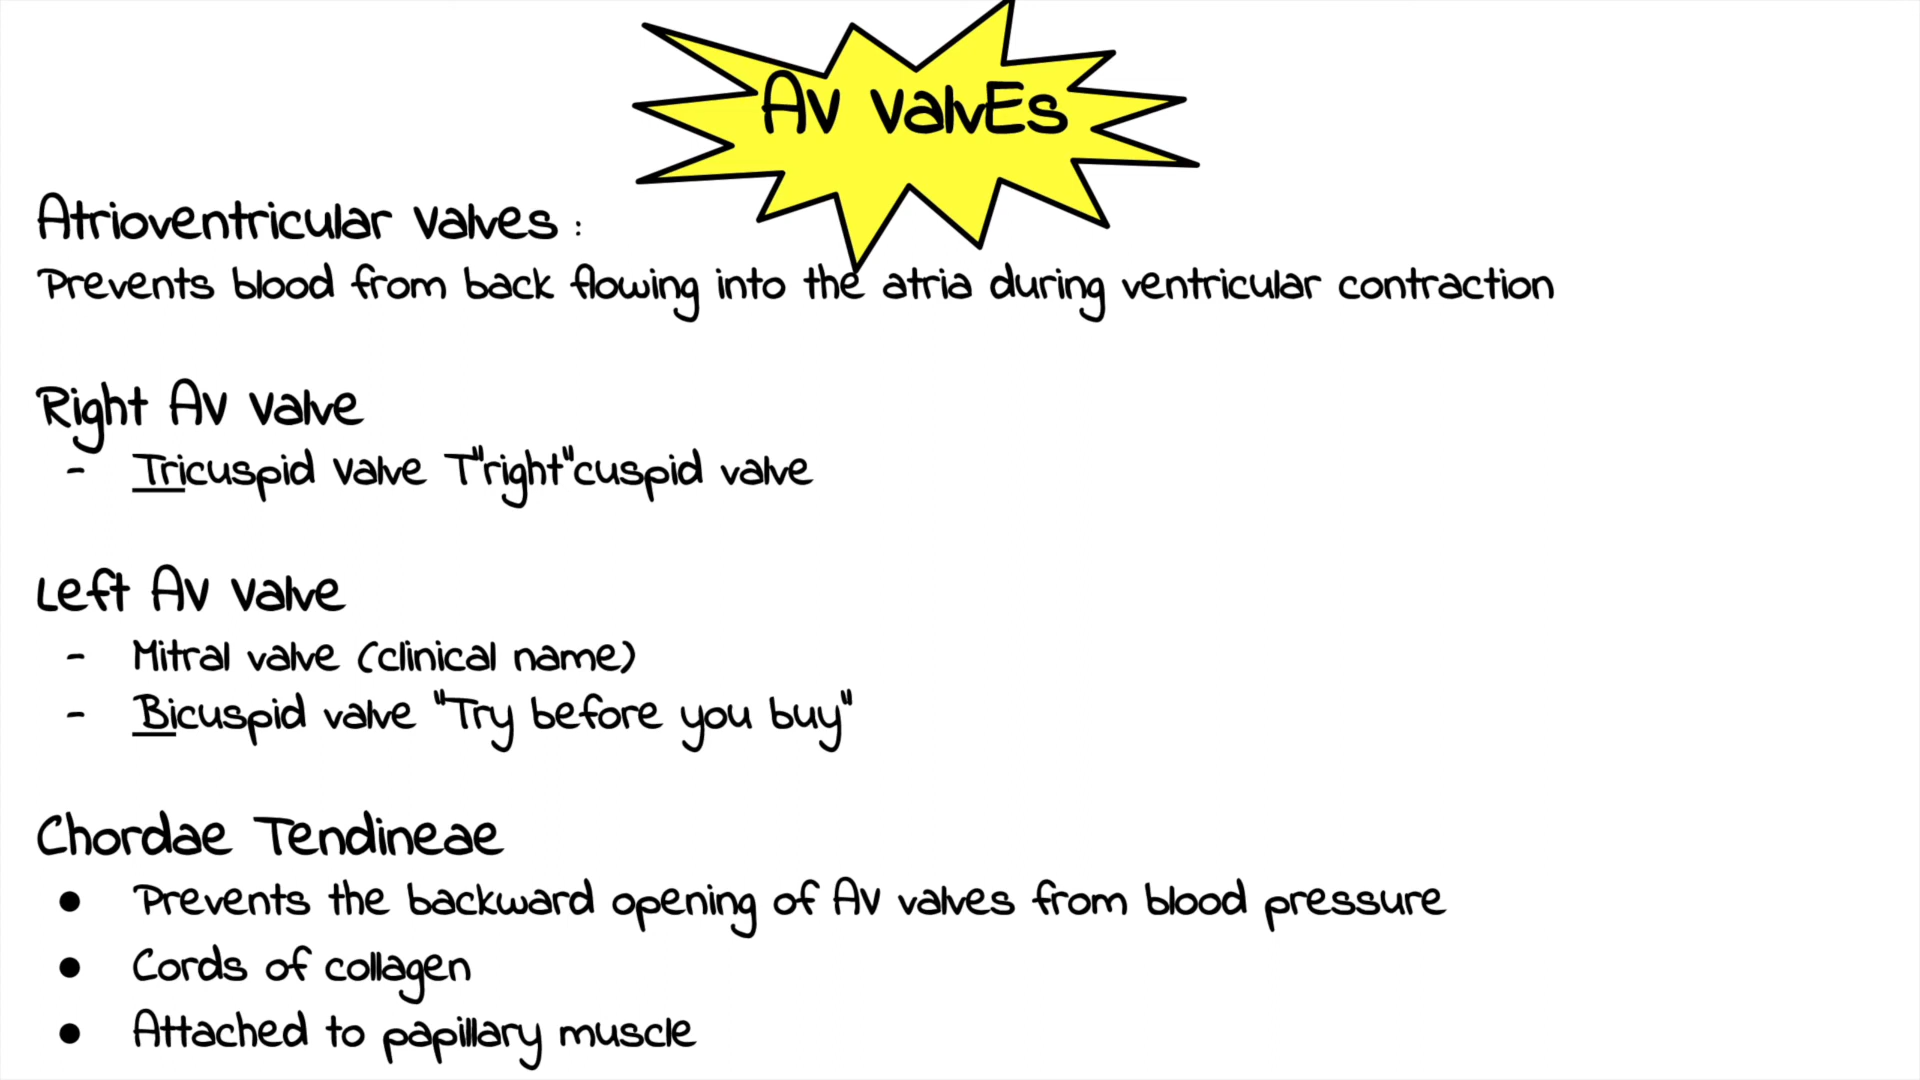 AV ValvEs
Atrioventricular Valves :
Prevents blood from back flowing into the atria during ventricular contraction
Right AV Valve
- Tricuspid Valve T"right"cuspid valve
Left AV Valve
- Mitral valve (clinical name)
- Bicuspid valve "Try before you buy"
Chordae Tendineae
● Prevents the backward opening of AV valves from blood pressure
● Cords of collagen
● Attached to papillary muscle